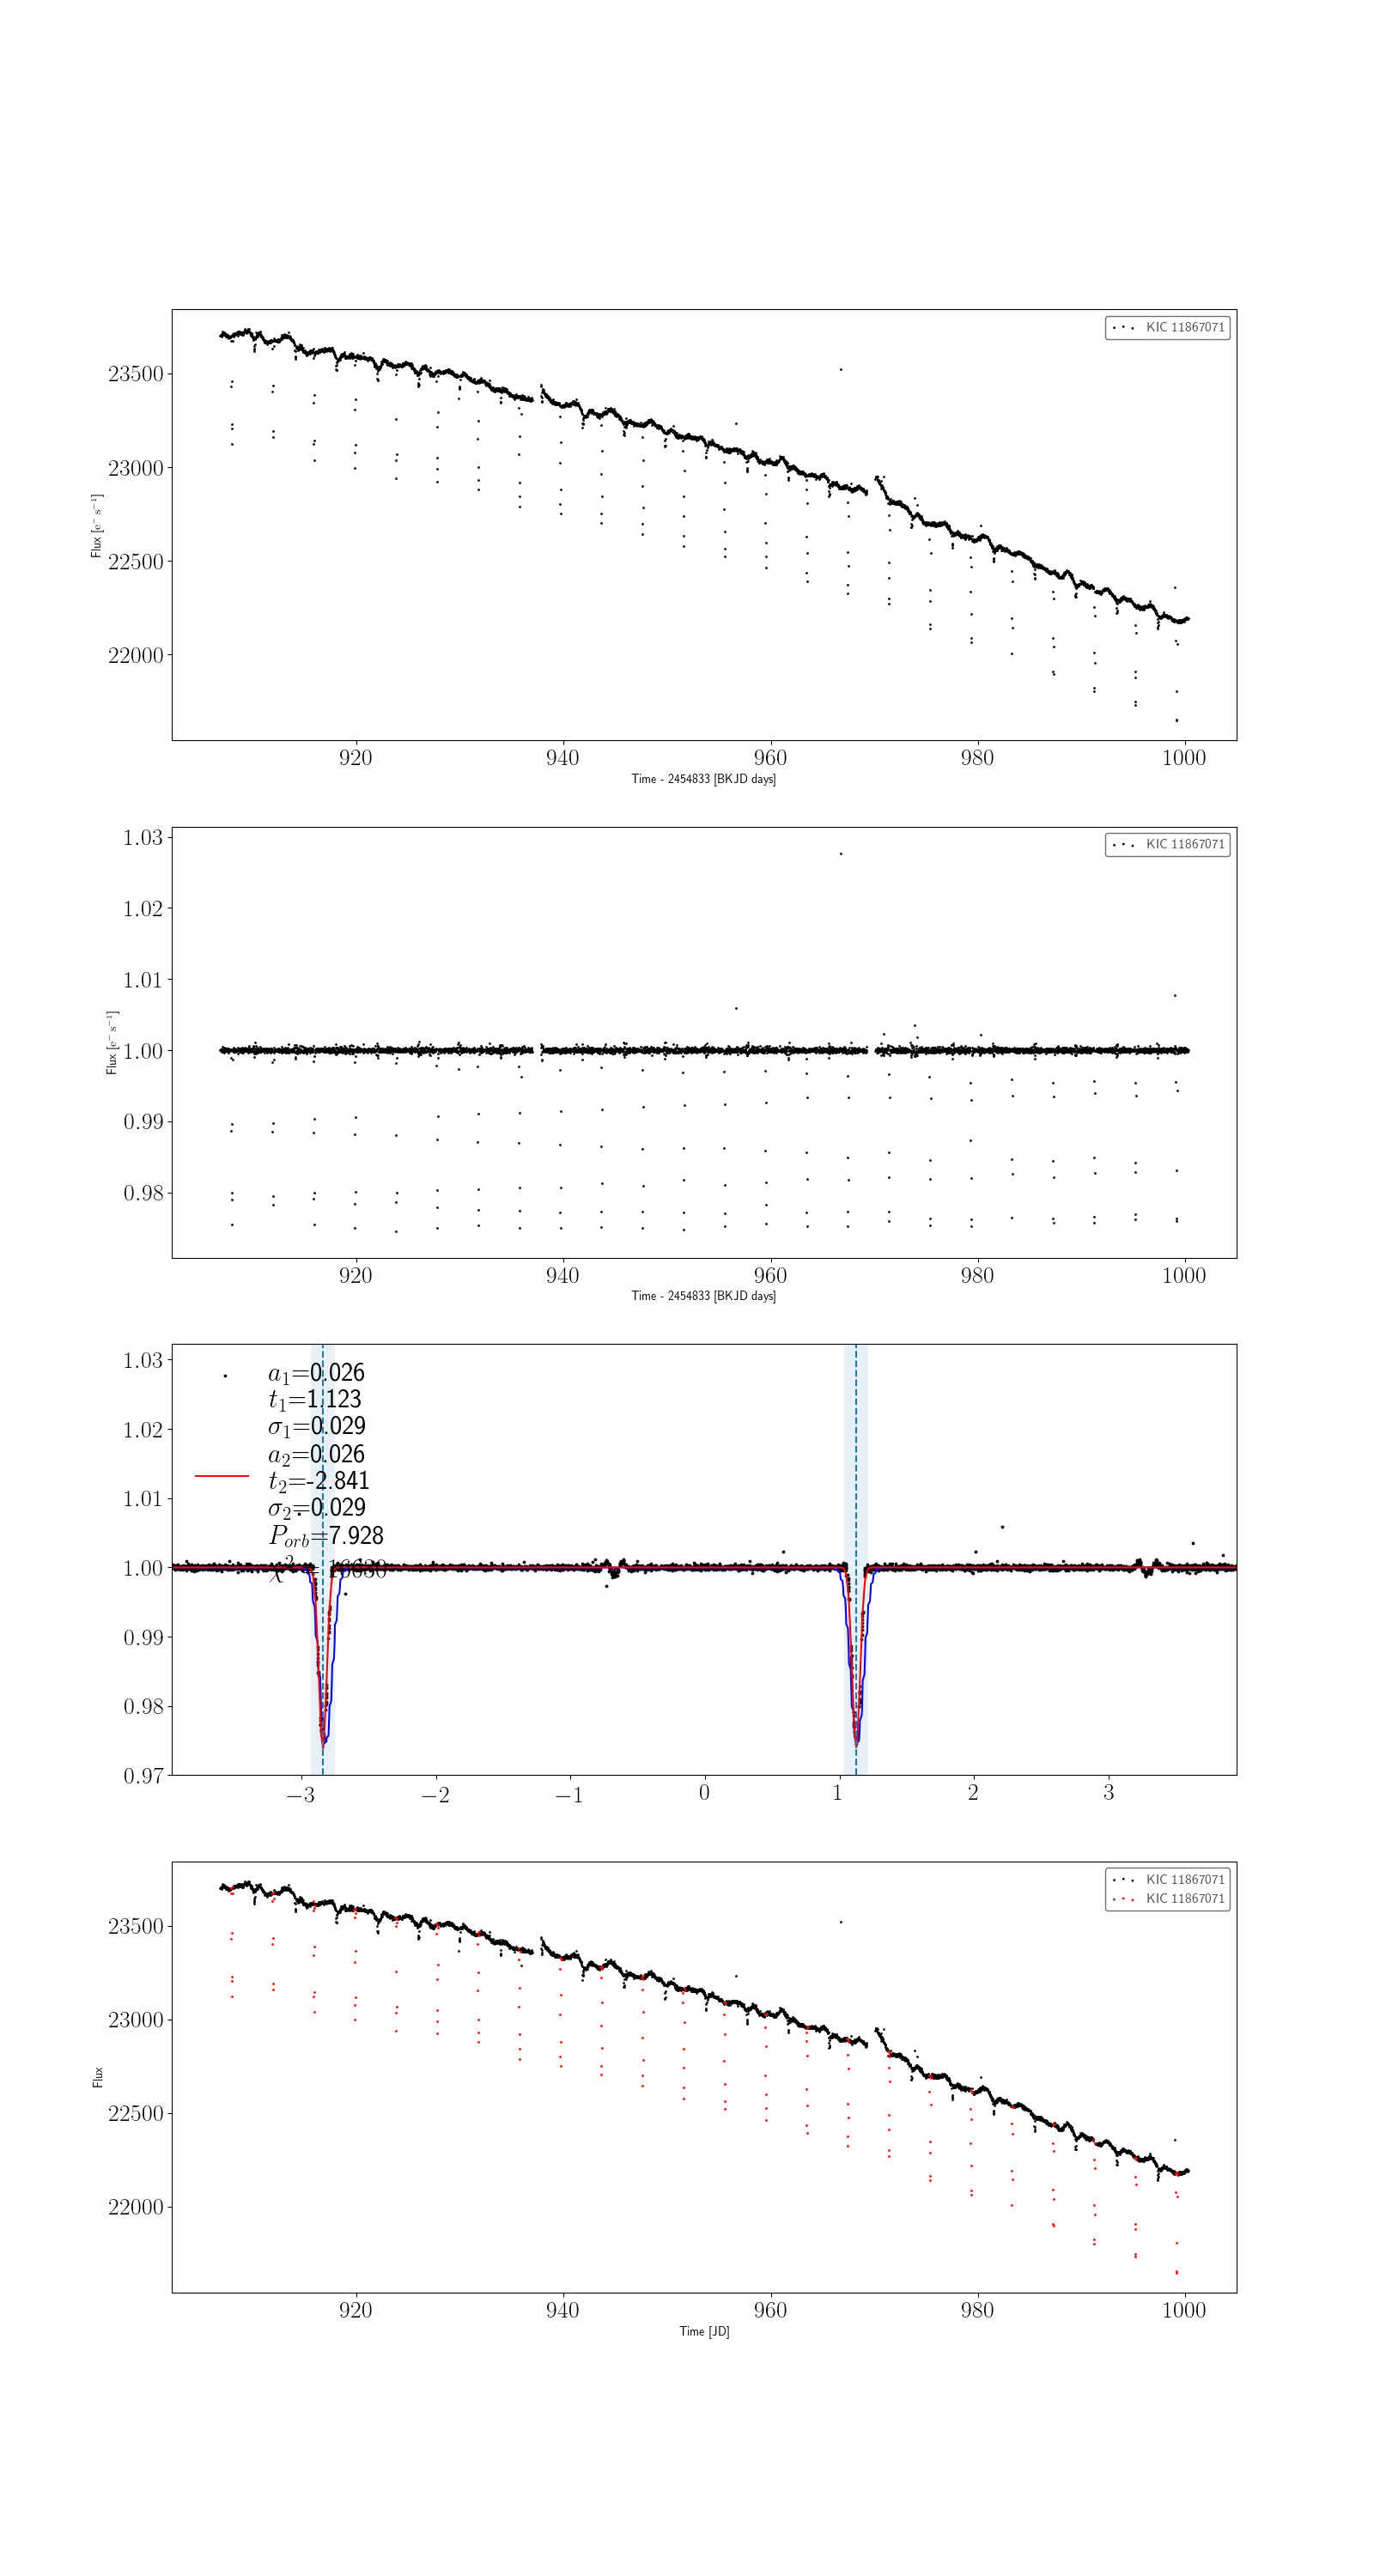 KIC 11867071
23500
23000
22500
22000
Flux [e⁻ s⁻¹]
920
940
960
980
1000
Time - 2454833 [BKJD days]
KIC 11867071
1.03
1.02
1.01
1.00
0.99
0.98
Flux [e⁻ s⁻¹]
920
940
960
980
1000
Time - 2454833 [BKJD days]
a₁=0.026
t₁=1.123
σ₁=0.029
a₂=0.026
t₂=-2.841
σ₂=0.029
P_orb=7.928
1.03
1.02
1.01
1.00
0.99
0.98
0.97
−3
−2
−1
0
1
2
3
KIC 11867071
KIC 11867071
23500
23000
22500
22000
Flux
920
940
960
980
1000
Time [JD]